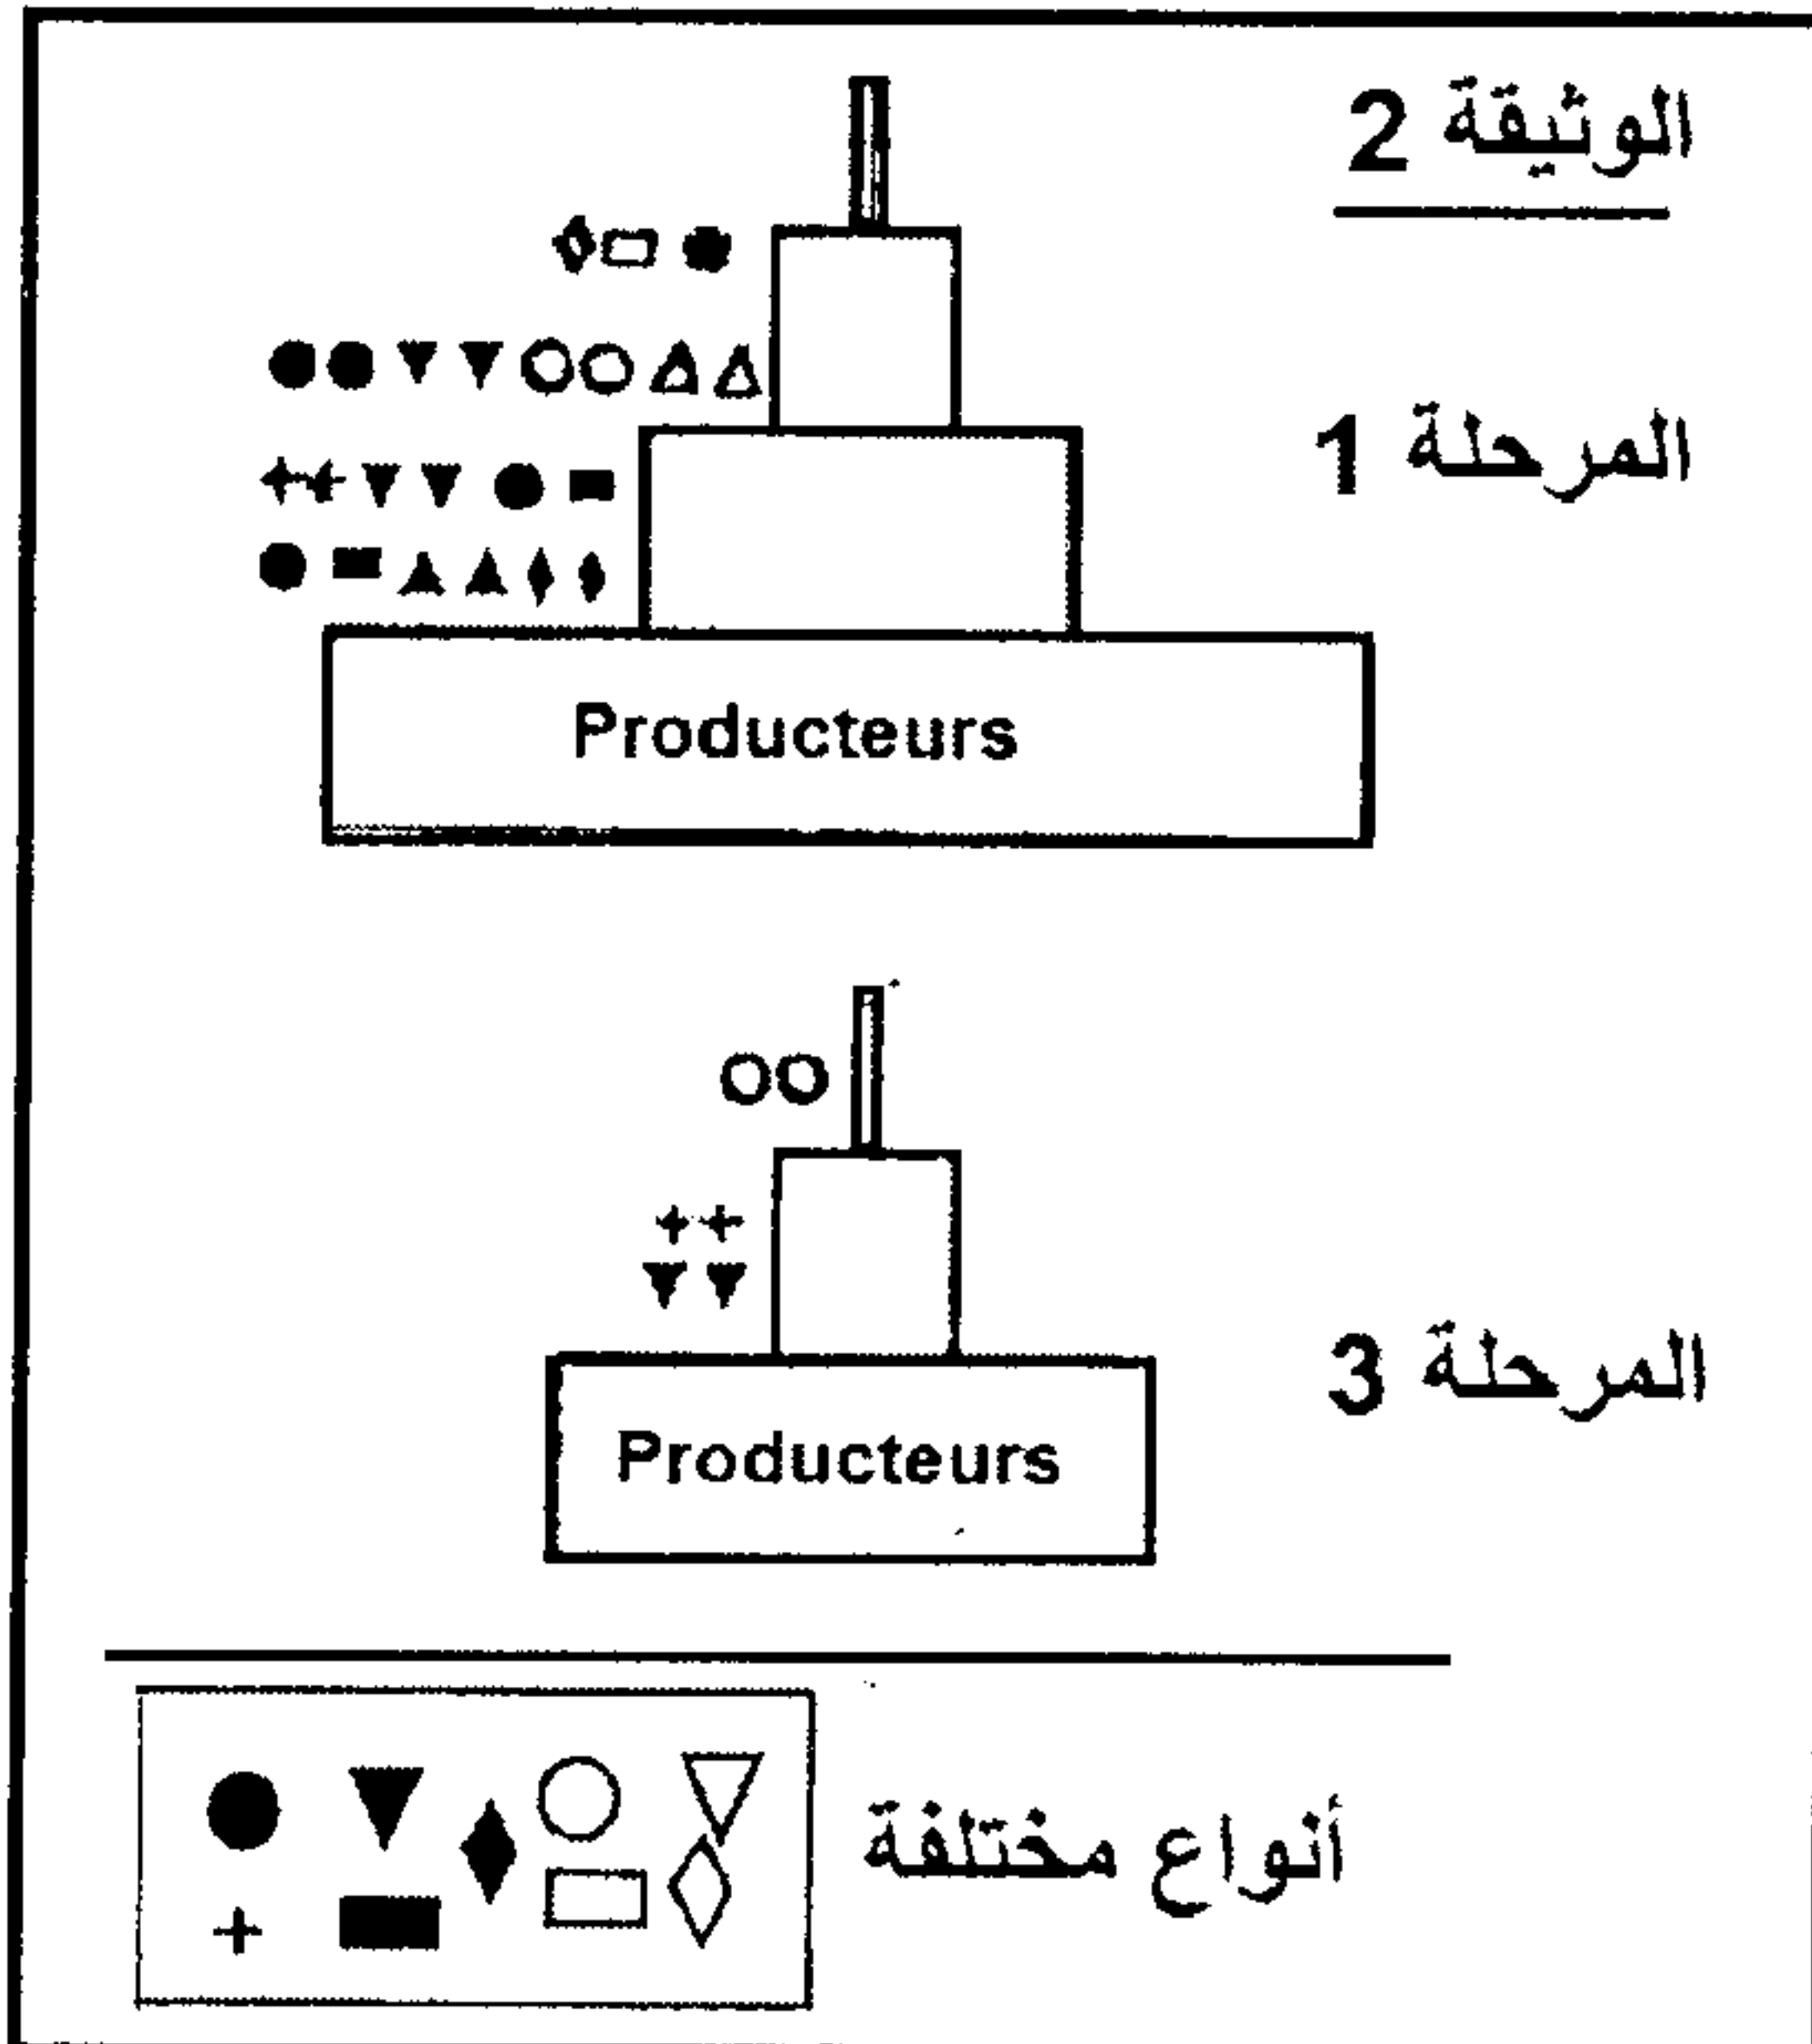 الوثيقة 2
المرحلة 1
Producteurs
المرحلة 3
Producteurs
أنواع مختلفة